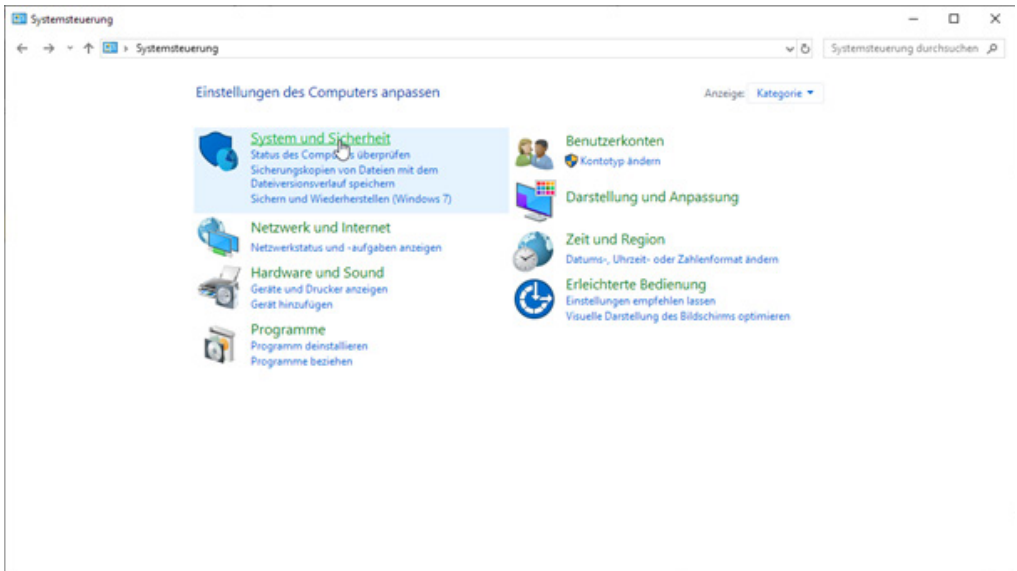 Systemsteuerung
Systemsteuerung
Systemsteuerung durchsuchen
Einstellungen des Computers anpassen
Anzeige: Kategorie
System und Sicherheit
Status des Computers überprüfen
Sicherungskopien von Dateien mit dem
Dateiversionsverlauf speichern
Sichern und Wiederherstellen (Windows 7)
Netzwerk und Internet
Netzwerkstatus und -aufgaben anzeigen
Hardware und Sound
Geräte und Drucker anzeigen
Gerät hinzufügen
Programme
Programm deinstallieren
Programme beziehen
Benutzerkonten
Kontotyp ändern
Darstellung und Anpassung
Zeit und Region
Datums-, Uhrzeit- oder Zahlenformat ändern
Erleichterte Bedienung
Einstellungen empfehlen lassen
Visuelle Darstellung des Bildschirms optimieren